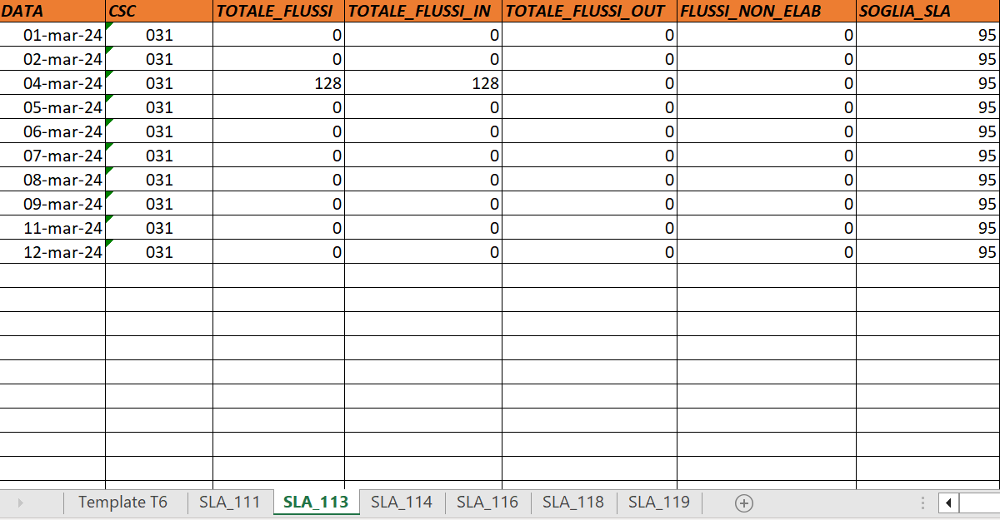 DATA CSC TOTALE_FLUSSI TOTALE_FLUSSI_IN TOTALE_FLUSSI_OUT FLUSSI_NON_ELAB SOGLIA_SLA
01-mar-24 031 0 0 0 0 95
02-mar-24 031 0 0 0 0 95
04-mar-24 031 128 128 0 0 95
05-mar-24 031 0 0 0 0 95
06-mar-24 031 0 0 0 0 95
07-mar-24 031 0 0 0 0 95
08-mar-24 031 0 0 0 0 95
09-mar-24 031 0 0 0 0 95
11-mar-24 031 0 0 0 0 95
12-mar-24 031 0 0 0 0 95
Template T6 SLA_111 SLA_113 SLA_114 SLA_116 SLA_118 SLA_119